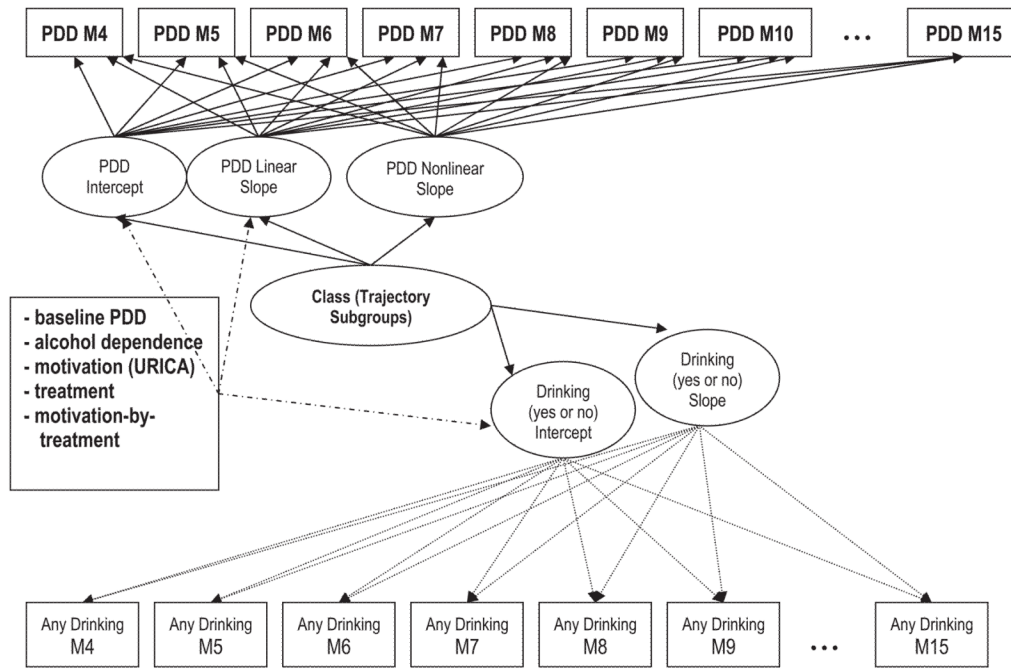 PDD M4
PDD M5
PDD M6
PDD M7
PDD M8
PDD M9
PDD M10
...
PDD M15
PDD
Intercept
PDD Linear
Slope
PDD Nonlinear
Slope
Class (Trajectory
Subgroups)
- baseline PDD
- alcohol dependence
- motivation (URICA)
- treatment
- motivation-by-
treatment
Drinking
(yes or no)
Intercept
Drinking
(yes or no)
Slope
Any Drinking
M4
Any Drinking
M5
Any Drinking
M6
Any Drinking
M7
Any Drinking
M8
Any Drinking
M9
...
Any Drinking
M15